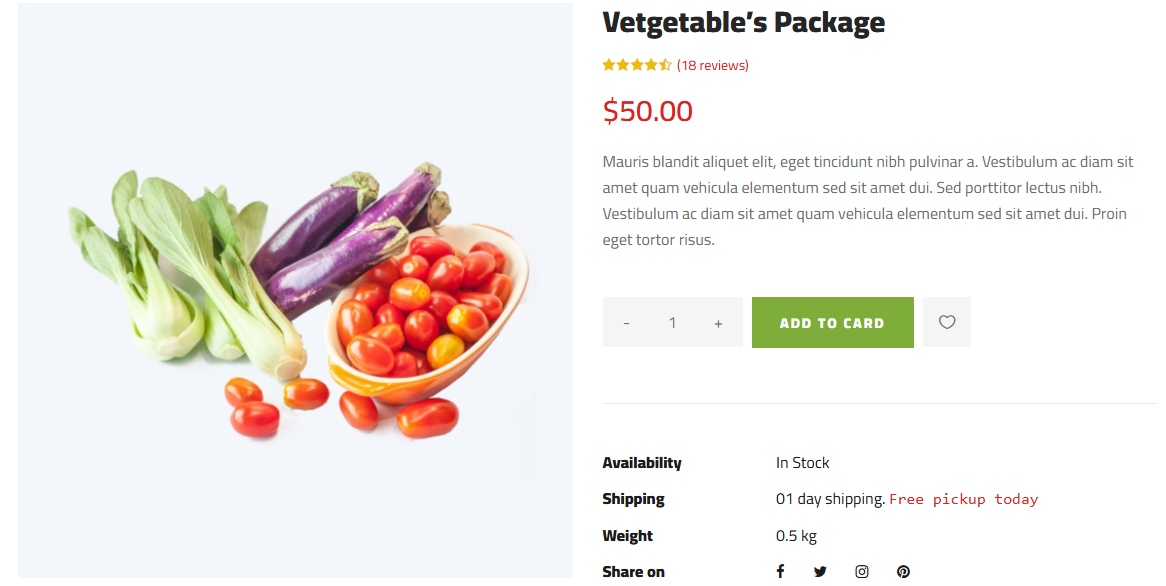 Vetgetable’s Package
(18 reviews)
$50.00
Mauris blandit aliquet elit, eget tincidunt nibh pulvinar a. Vestibulum ac diam sit
amet quam vehicula elementum sed sit amet dui. Sed porttitor lectus nibh.
Vestibulum ac diam sit amet quam vehicula elementum sed sit amet dui. Proin
eget tortor risus.
- 1 + ADD TO CARD
Availability In Stock
Shipping 01 day shipping. Free pickup today
Weight 0.5 kg
Share on